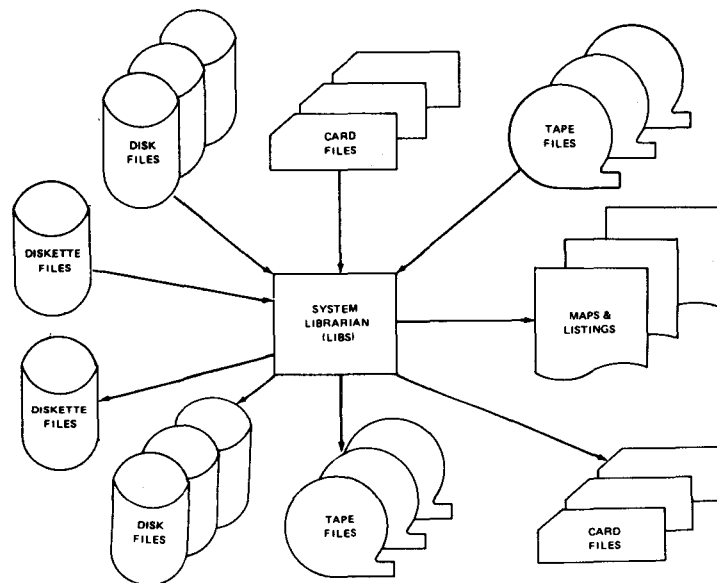 DISK
FILES
CARD
FILES
TAPE
FILES
DISKETTE
FILES
SYSTEM
LIBRARIAN
(LIBS)
MAPS &
LISTINGS
DISKETTE
FILES
DISK
FILES
TAPE
FILES
CARD
FILES